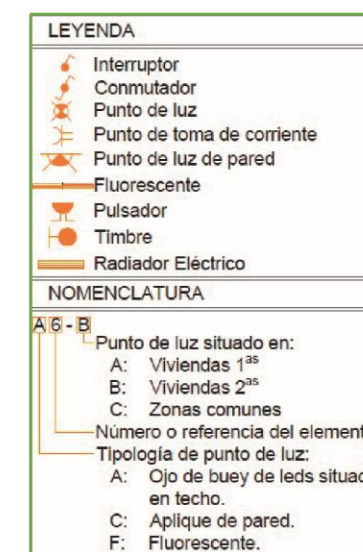 LEYENDA
Interruptor
Conmutador
Punto de luz
Punto de toma de corriente
Punto de luz de pared
Fluorescente
Pulsador
Timbre
Radiador Eléctrico
NOMENCLATURA
A 6 - B
Punto de luz situado en:
A: Viviendas 1as
B: Viviendas 2as
C: Zonas comunes
Número o referencia del element
Tipología de punto de luz:
A: Ojo de buey de leds situad
en techo.
C: Aplique de pared.
F: Fluorescente.